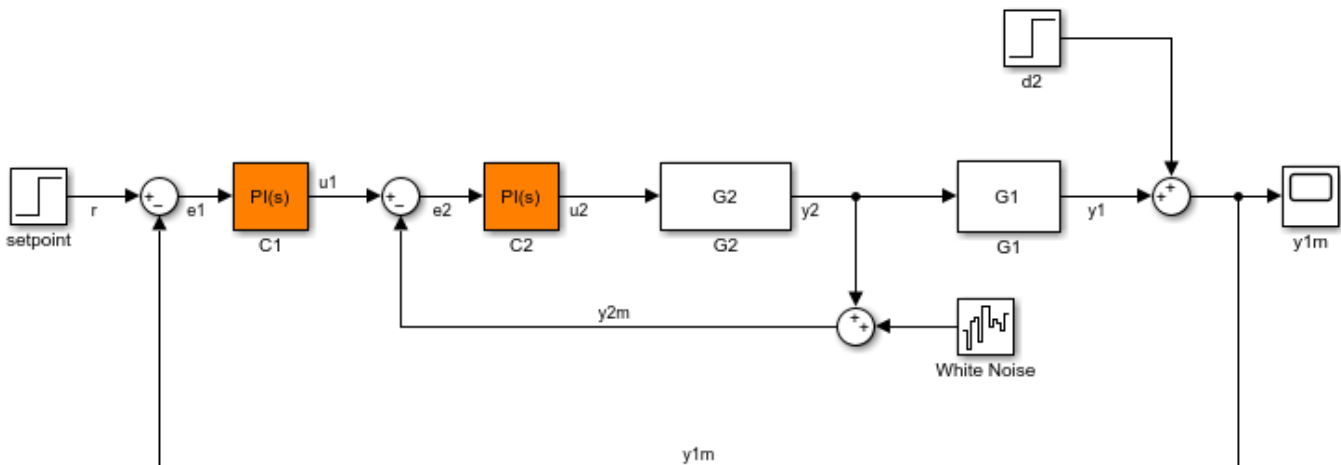 d2
setpoint
r
+
−
e1
PI(s)
C1
u1
+
−
e2
PI(s)
C2
u2
G2
G2
y2
G1
G1
y1
+
+
y1m
y2m
+
+
White Noise
y1m